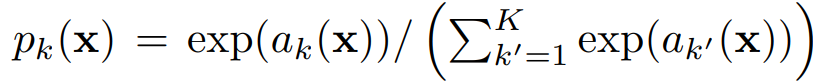 p_k(𝐱) = exp(a_k(𝐱))/(∑_{k′=1}^{K} exp(a_{k′}(𝐱)))